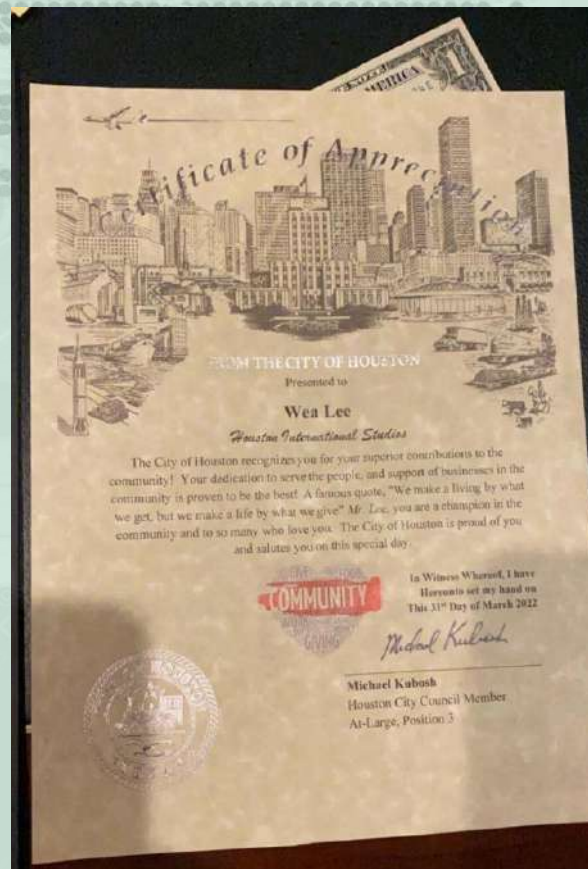 AMERICA
1
Certificate of Appreciation
FROM THE CITY OF HOUSTON
Presented to
Wea Lee
Houston International Studios
The City of Houston recognizes you for your superior contributions to the
community! Your dedication to serve the people, and support of businesses in the
community is proven to be the best! A famous quote, "We make a living by what
we get, but we make a life by what we give" Mr. Lee, you are a champion in the
community and to so many who love you. The City of Houston is proud of you
and salutes you on this special day.
COMMUNITY
GIVING
In Witness Whereof, I have
Hereunto set my hand on
This 31st Day of March 2022
Michael Kubosh
Michael Kubosh
Houston City Council Member
At-Large, Position 3